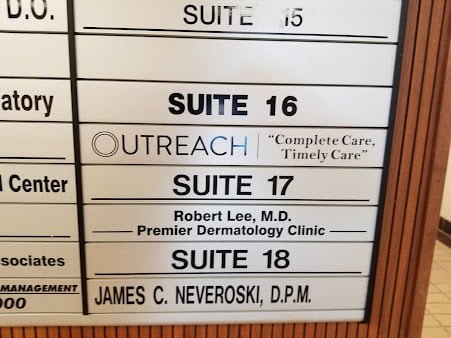 D.O.
SUITE 15
atory
SUITE 16
OUTREACH "Complete Care,
Timely Care"
Center
SUITE 17
Robert Lee, M.D.
Premier Dermatology Clinic
sociates
SUITE 18
MANAGEMENT
000
JAMES C. NEVEROSKI, D.P.M.